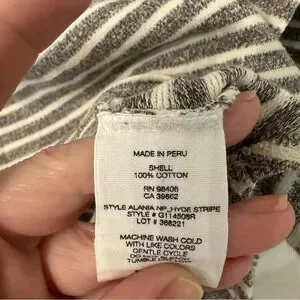 MADE IN PERU
SHELL
100% COTTON
RN 98406
CA 39862
STYLE ALANIA NP_HYDE STRIPE
STYLE # G114508R
LOT # 368221
MACHINE WASH COLD
WITH LIKE COLORS
GENTLE CYCLE
TUMBLE